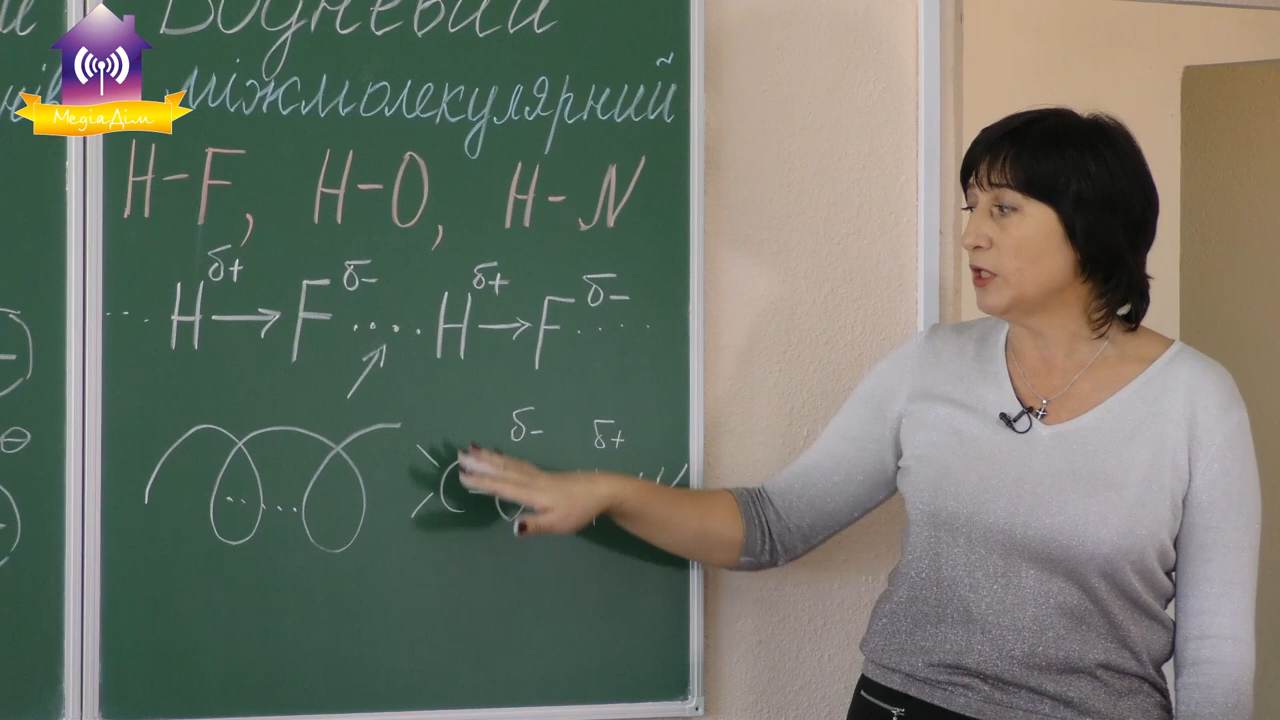 Водневий
міжмолекулярний
МедіаДім
H-F, H-O, H-N
б+ б- б+ б-
... H → F ..... H → F .....
б- б+